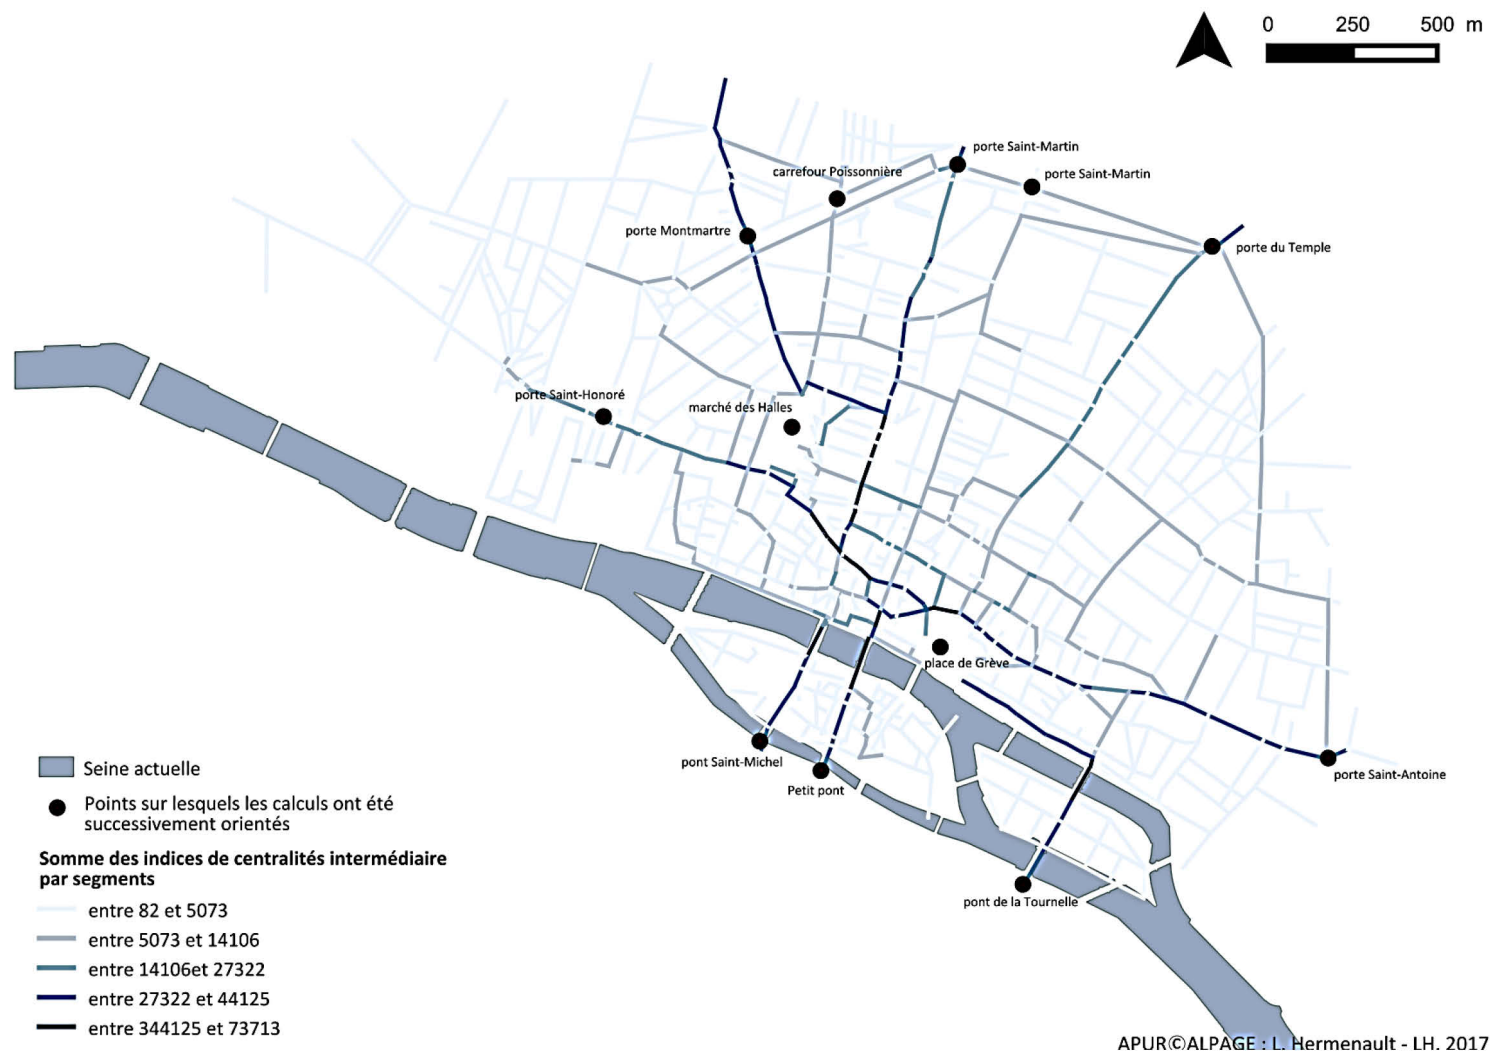 0 250 500 m
porte Saint-Martin
carrefour Poissonnière
porte Saint-Martin
porte Montmartre
porte du Temple
porte Saint-Honoré
marché des Halles
place de Grève
pont Saint-Michel
Petit pont
porte Saint-Antoine
pont de la Tournelle
Seine actuelle
Points sur lesquels les calculs ont été
successivement orientés
Somme des indices de centralités intermédiaire
par segments
entre 82 et 5073
entre 5073 et 14106
entre 14106et 27322
entre 27322 et 44125
entre 344125 et 73713
APUR©ALPAGE : L. Hermenault - LH, 2017